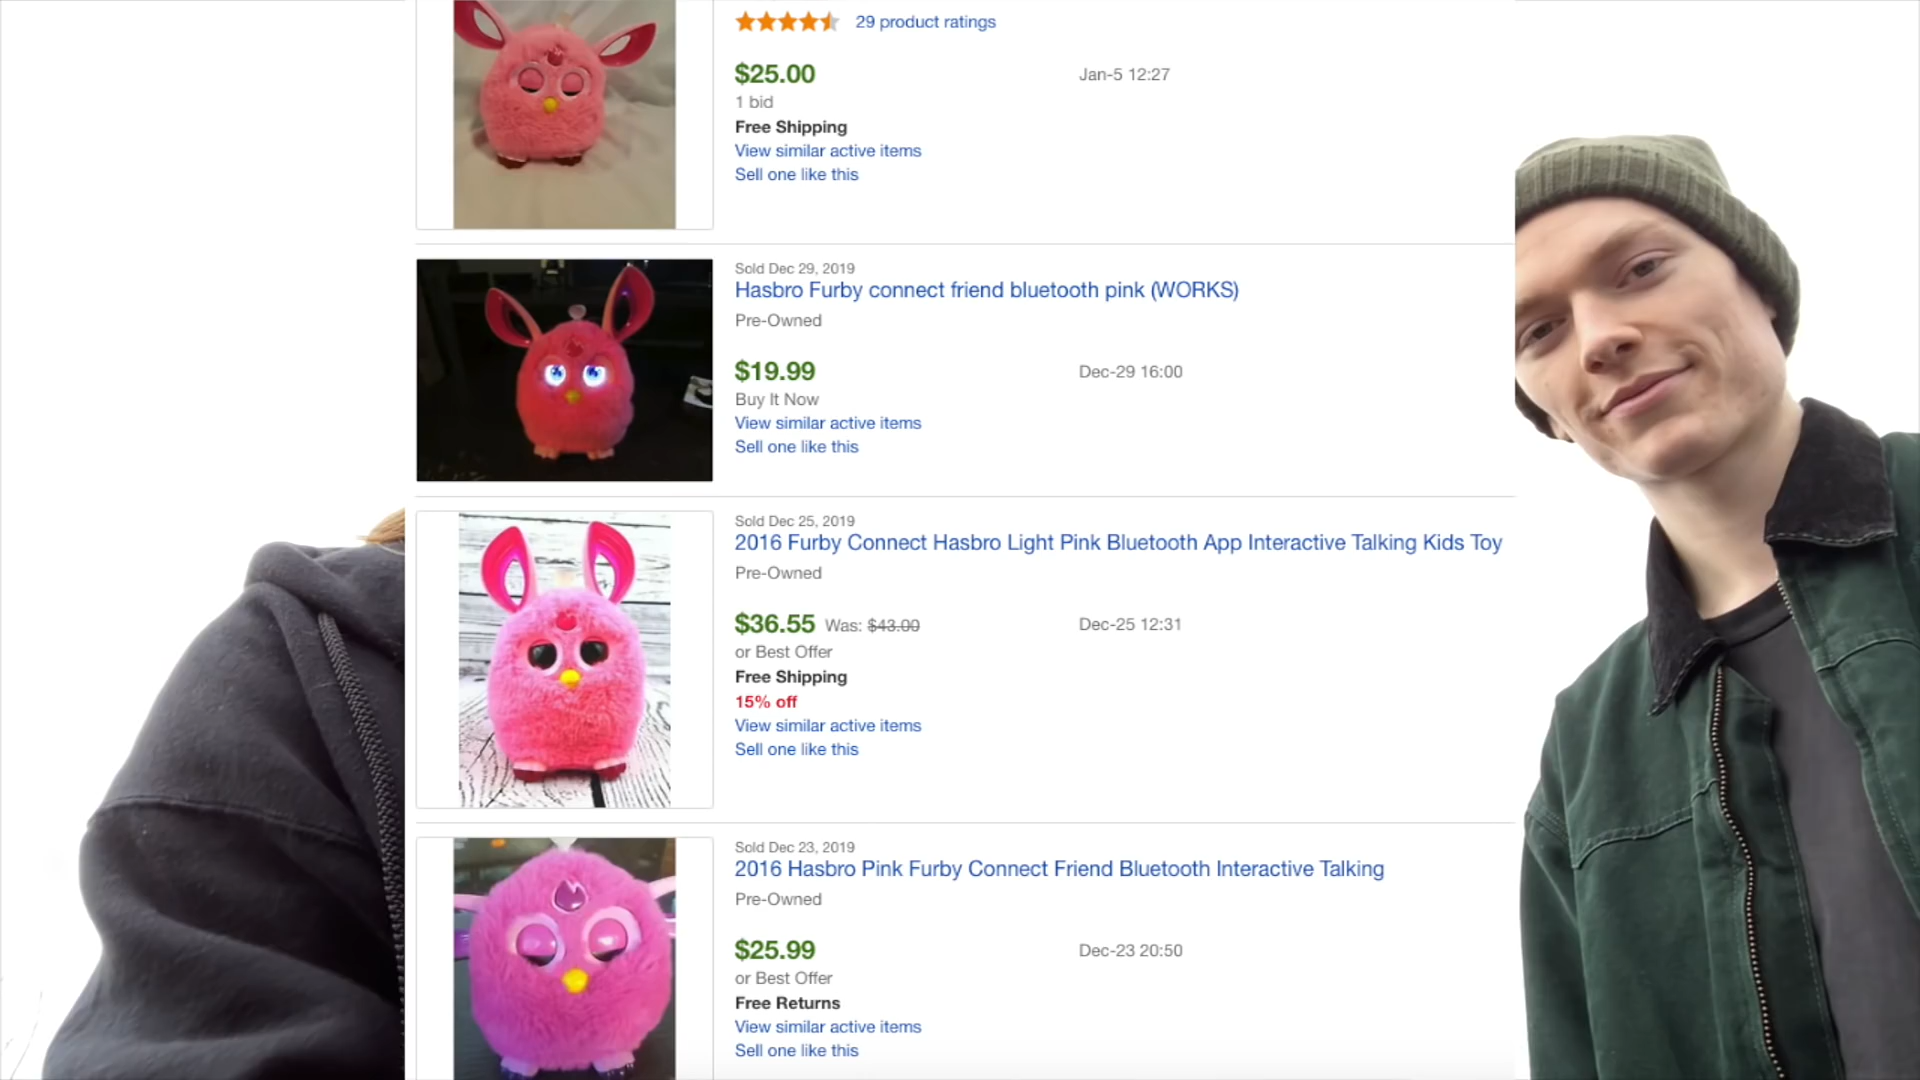 29 product ratings
$25.00
Jan-5 12:27
1 bid
Free Shipping
View similar active items
Sell one like this
Sold Dec 29, 2019
Hasbro Furby connect friend bluetooth pink (WORKS)
Pre-Owned
$19.99
Dec-29 16:00
Buy It Now
View similar active items
Sell one like this
Sold Dec 25, 2019
2016 Furby Connect Hasbro Light Pink Bluetooth App Interactive Talking Kids Toy
Pre-Owned
$36.55 Was: $43.00
Dec-25 12:31
or Best Offer
Free Shipping
15% off
View similar active items
Sell one like this
Sold Dec 23, 2019
2016 Hasbro Pink Furby Connect Friend Bluetooth Interactive Talking
Pre-Owned
$25.99
Dec-23 20:50
or Best Offer
Free Returns
View similar active items
Sell one like this